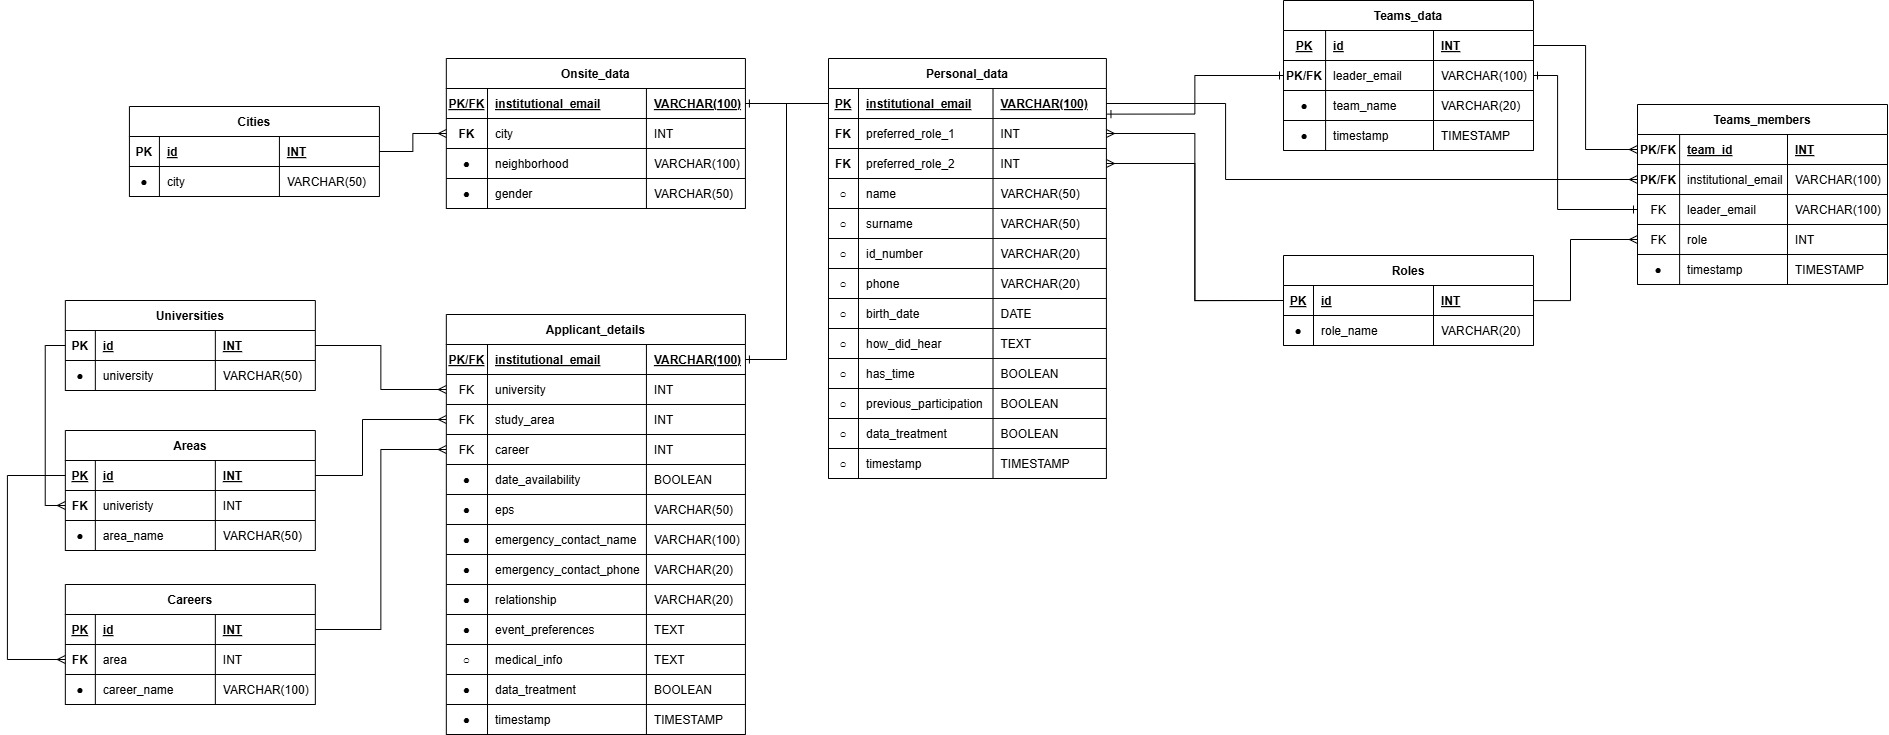 Teams_data
PK id INT
PK/FK leader_email VARCHAR(100)
● team_name VARCHAR(20)
● timestamp TIMESTAMP
Onsite_data
PK/FK institutional_email VARCHAR(100)
FK city INT
● neighborhood VARCHAR(100)
● gender VARCHAR(50)
Personal_data
PK institutional_email VARCHAR(100)
FK preferred_role_1 INT
FK preferred_role_2 INT
○ name VARCHAR(50)
○ surname VARCHAR(50)
○ id_number VARCHAR(20)
○ phone VARCHAR(20)
○ birth_date DATE
○ how_did_hear TEXT
○ has_time BOOLEAN
○ previous_participation BOOLEAN
○ data_treatment BOOLEAN
○ timestamp TIMESTAMP
Cities
PK id INT
● city VARCHAR(50)
Teams_members
PK/FK team_id INT
PK/FK institutional_email VARCHAR(100)
FK leader_email VARCHAR(100)
FK role INT
● timestamp TIMESTAMP
Roles
PK id INT
● role_name VARCHAR(20)
Universities
PK id INT
● university VARCHAR(50)
Applicant_details
PK/FK institutional_email VARCHAR(100)
FK university INT
FK study_area INT
FK career INT
● date_availability BOOLEAN
● eps VARCHAR(50)
● emergency_contact_name VARCHAR(100)
● emergency_contact_phone VARCHAR(20)
● relationship VARCHAR(20)
● event_preferences TEXT
○ medical_info TEXT
● data_treatment BOOLEAN
● timestamp TIMESTAMP
Areas
PK id INT
FK univeristy INT
● area_name VARCHAR(50)
Careers
PK id INT
FK area INT
● career_name VARCHAR(100)